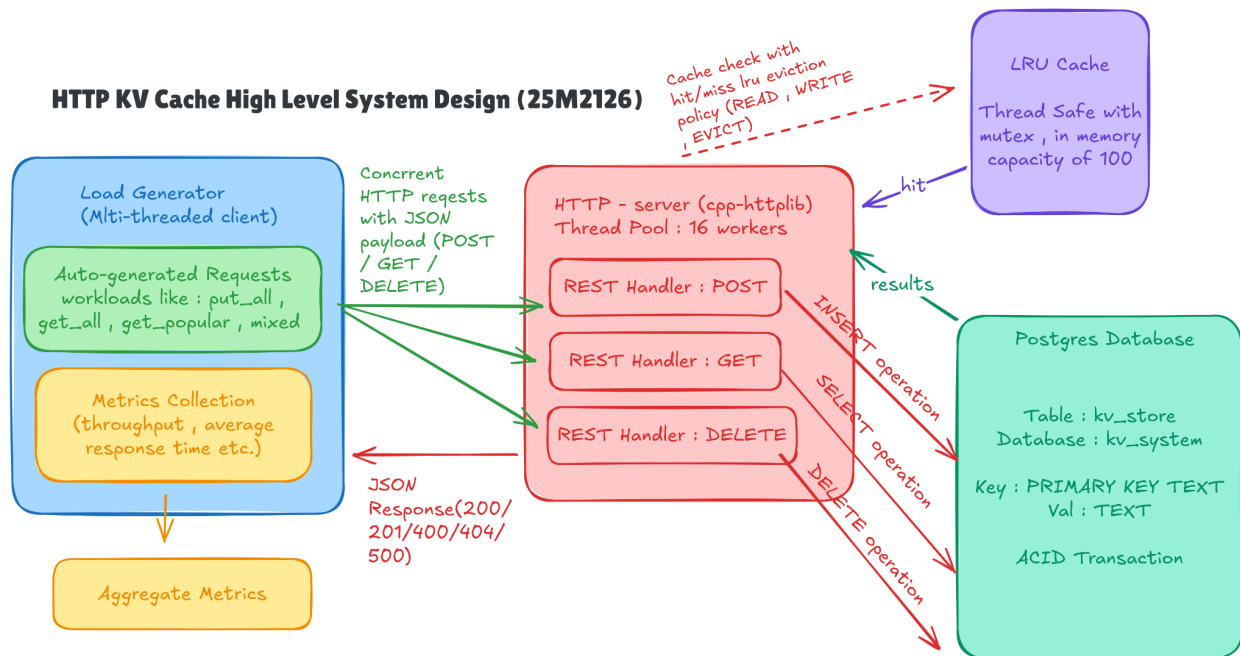 HTTP KV Cache High Level System Design (25M2126)
Load Generator
(Mlti-threaded client)
Auto-generated Requests
workloads like : put_all ,
get_all , get_popular , mixed
Metrics Collection
(throughput , average
response time etc.)
Aggregate Metrics
Concrrent
HTTP reqests
with JSON
payload (POST
/ GET /
DELETE)
JSON
Response(200/
201/400/404/
500)
HTTP - server (cpp-httplib)
Thread Pool : 16 workers
REST Handler : POST
REST Handler : GET
REST Handler : DELETE
Cache check with
hit/miss lru eviction
policy (READ , WRITE
, EVICT)
LRU Cache
Thread Safe with
mutex , in memory
capacity of 100
hit
results
INSERT operation
SELECT operation
DELETE operation
Postgres Database
Table : kv_store
Database : kv_system
Key : PRIMARY KEY TEXT
Val : TEXT
ACID Transaction